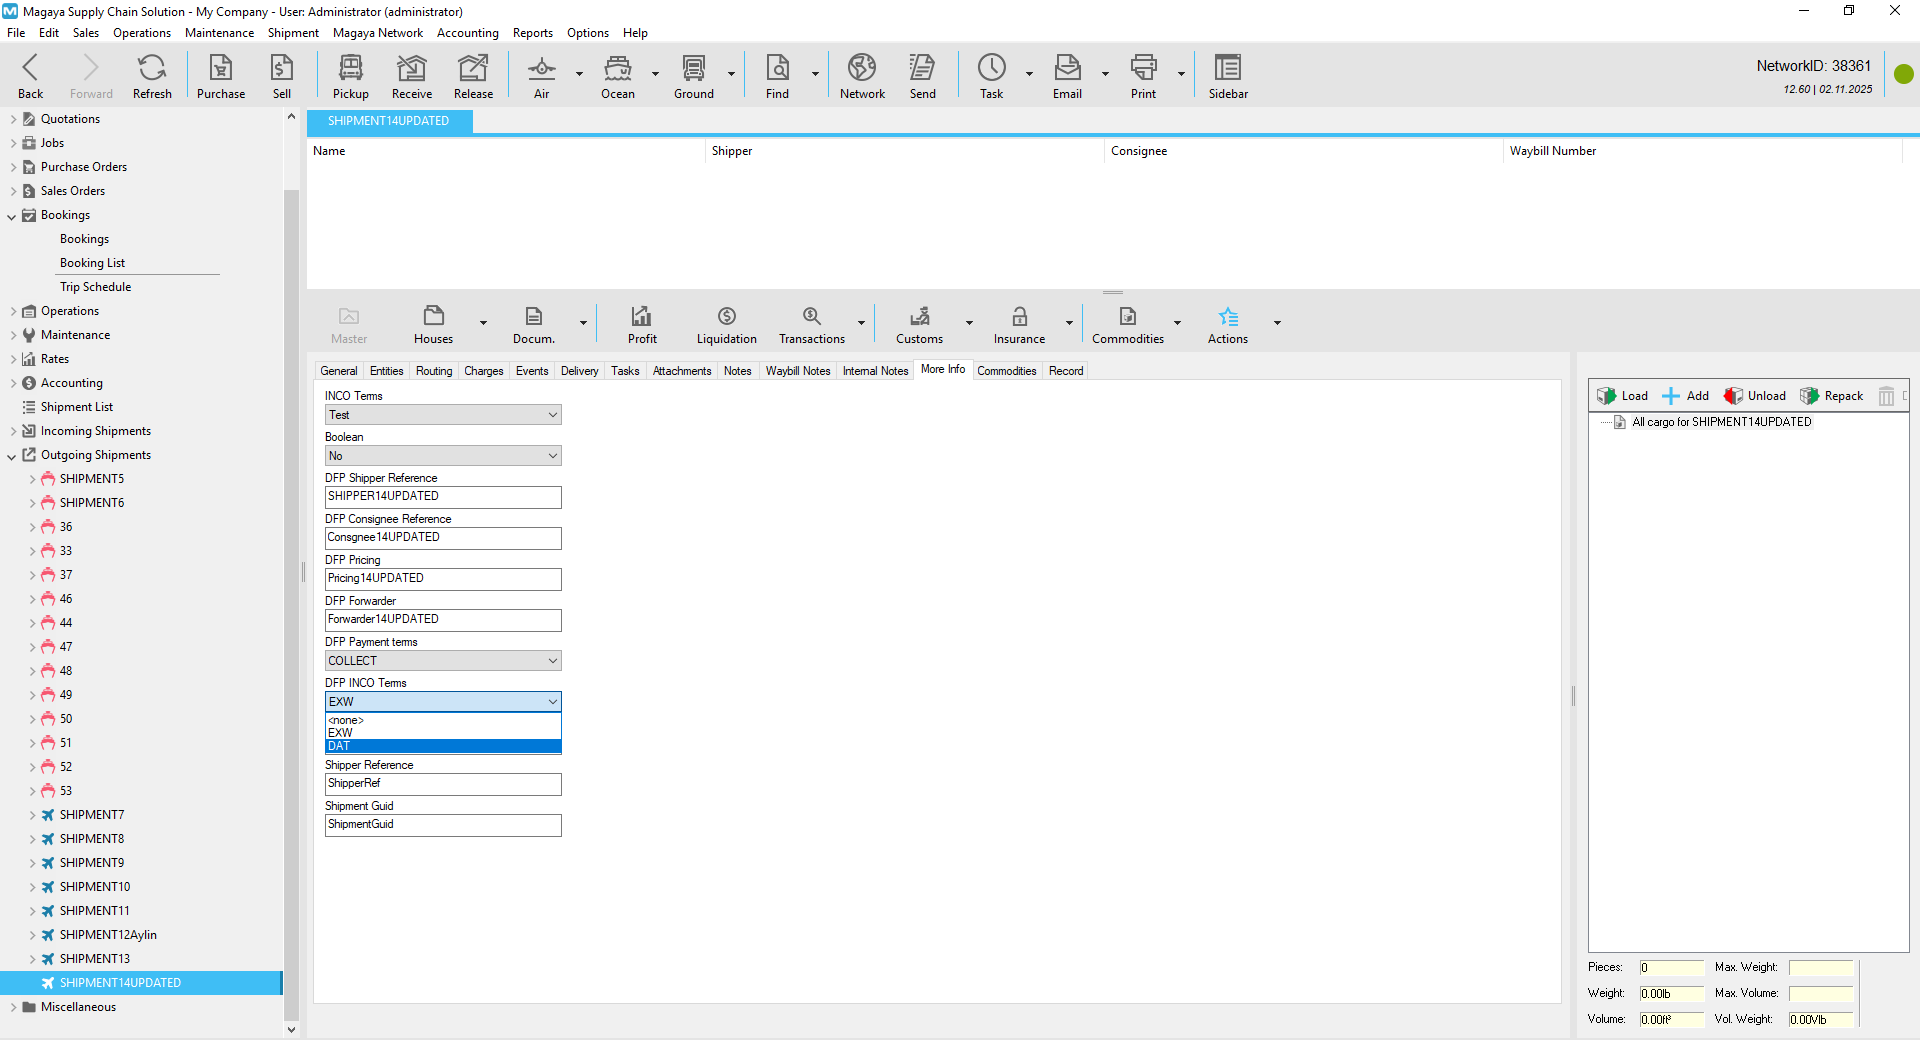 Magaya Supply Chain Solution - My Company - User: Administrator (administrator)
File Edit Sales Operations Maintenance Shipment Magaya Network Accounting Reports Options Help
Back Forward Refresh Purchase Sell Pickup Receive Release Air Ocean Ground Find Network Send Task Email Print Sidebar
NetworkID: 38361
12.60 | 02.11.2025
Quotations
Jobs
Purchase Orders
Sales Orders
Bookings
Bookings
Booking List
Trip Schedule
Operations
Maintenance
Rates
Accounting
Shipment List
Incoming Shipments
Outgoing Shipments
SHIPMENT5
SHIPMENT6
36
33
37
46
44
47
48
49
50
51
52
53
SHIPMENT7
SHIPMENT8
SHIPMENT9
SHIPMENT10
SHIPMENT11
SHIPMENT12Aylin
SHIPMENT13
SHIPMENT14UPDATED
Miscellaneous
SHIPMENT14UPDATED
Name Shipper Consignee Waybill Number
Master Houses Docum. Profit Liquidation Transactions Customs Insurance Commodities Actions
General Entities Routing Charges Events Delivery Tasks Attachments Notes Waybill Notes Internal Notes More Info Commodities Record
INCO Terms
Test
Boolean
No
DFP Shipper Reference
SHIPPER14UPDATED
DFP Consignee Reference
Consgnee14UPDATED
DFP Pricing
Pricing14UPDATED
DFP Forwarder
Forwarder14UPDATED
DFP Payment terms
COLLECT
DFP INCO Terms
EXW
<none>
EXW
DAT
Shipper Reference
ShipperRef
Shipment Guid
ShipmentGuid
Load Add Unload Repack
All cargo for SHIPMENT14UPDATED
Pieces: 0 Max. Weight:
Weight: 0.00lb Max. Volume:
Volume: 0.00ft³ Vol. Weight: 0.00Vlb